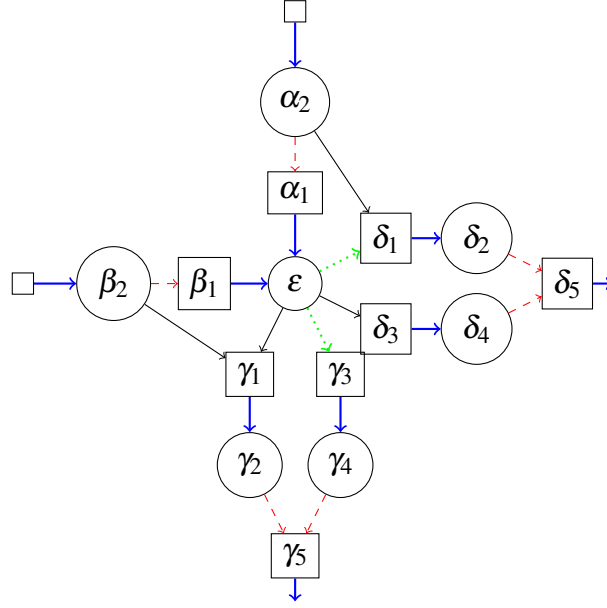 α₂
α₁
δ₁ δ₂
β₂ β₁ ε δ₅
δ₃ δ₄
γ₁ γ₃
γ₂ γ₄
γ₅